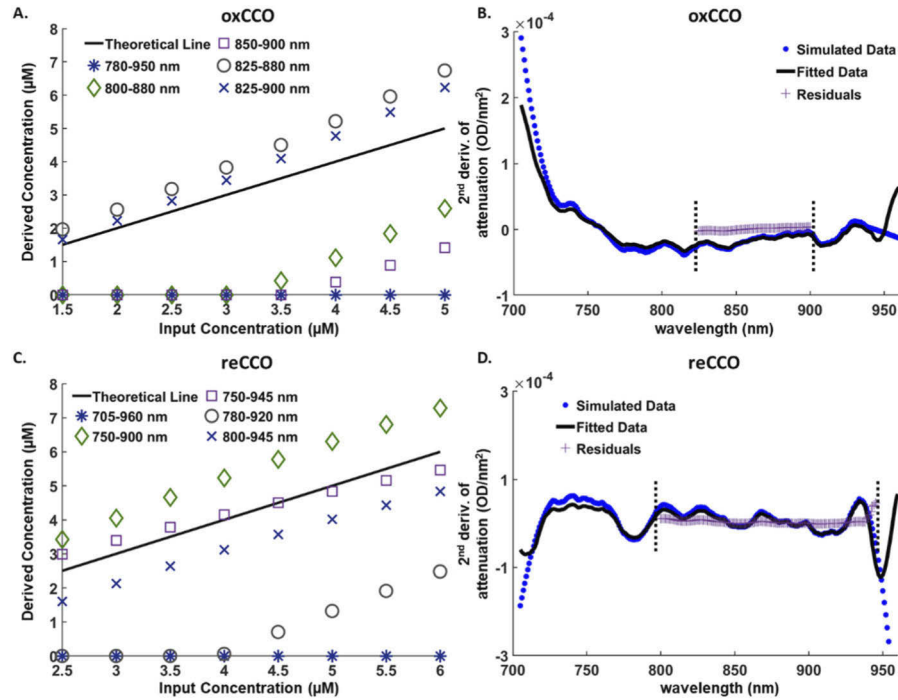 A.
oxCCO
Derived Concentration (μM)
8
7
6
5
4
3
2
1
0
Theoretical Line
780-950 nm
800-880 nm
850-900 nm
825-880 nm
825-900 nm
1.5 2 2.5 3 3.5 4 4.5 5
Input Concentration (μM)
B.
oxCCO
×10⁻⁴
2nd deriv. of
attenuation (OD/nm²)
3
2
1
0
-1
Simulated Data
Fitted Data
Residuals
700 750 800 850 900 950
wavelength (nm)
C.
reCCO
Derived Concentration (μM)
8
7
6
5
4
3
2
1
0
Theoretical Line
705-960 nm
750-900 nm
750-945 nm
780-920 nm
800-945 nm
2.5 3 3.5 4 4.5 5 5.5 6
Input Concentration (μM)
D.
reCCO
×10⁻⁴
2nd deriv. of
attenuation (OD/nm²)
3
1
-1
-3
Simulated Data
Fitted Data
Residuals
700 750 800 850 900 950
wavelength (nm)